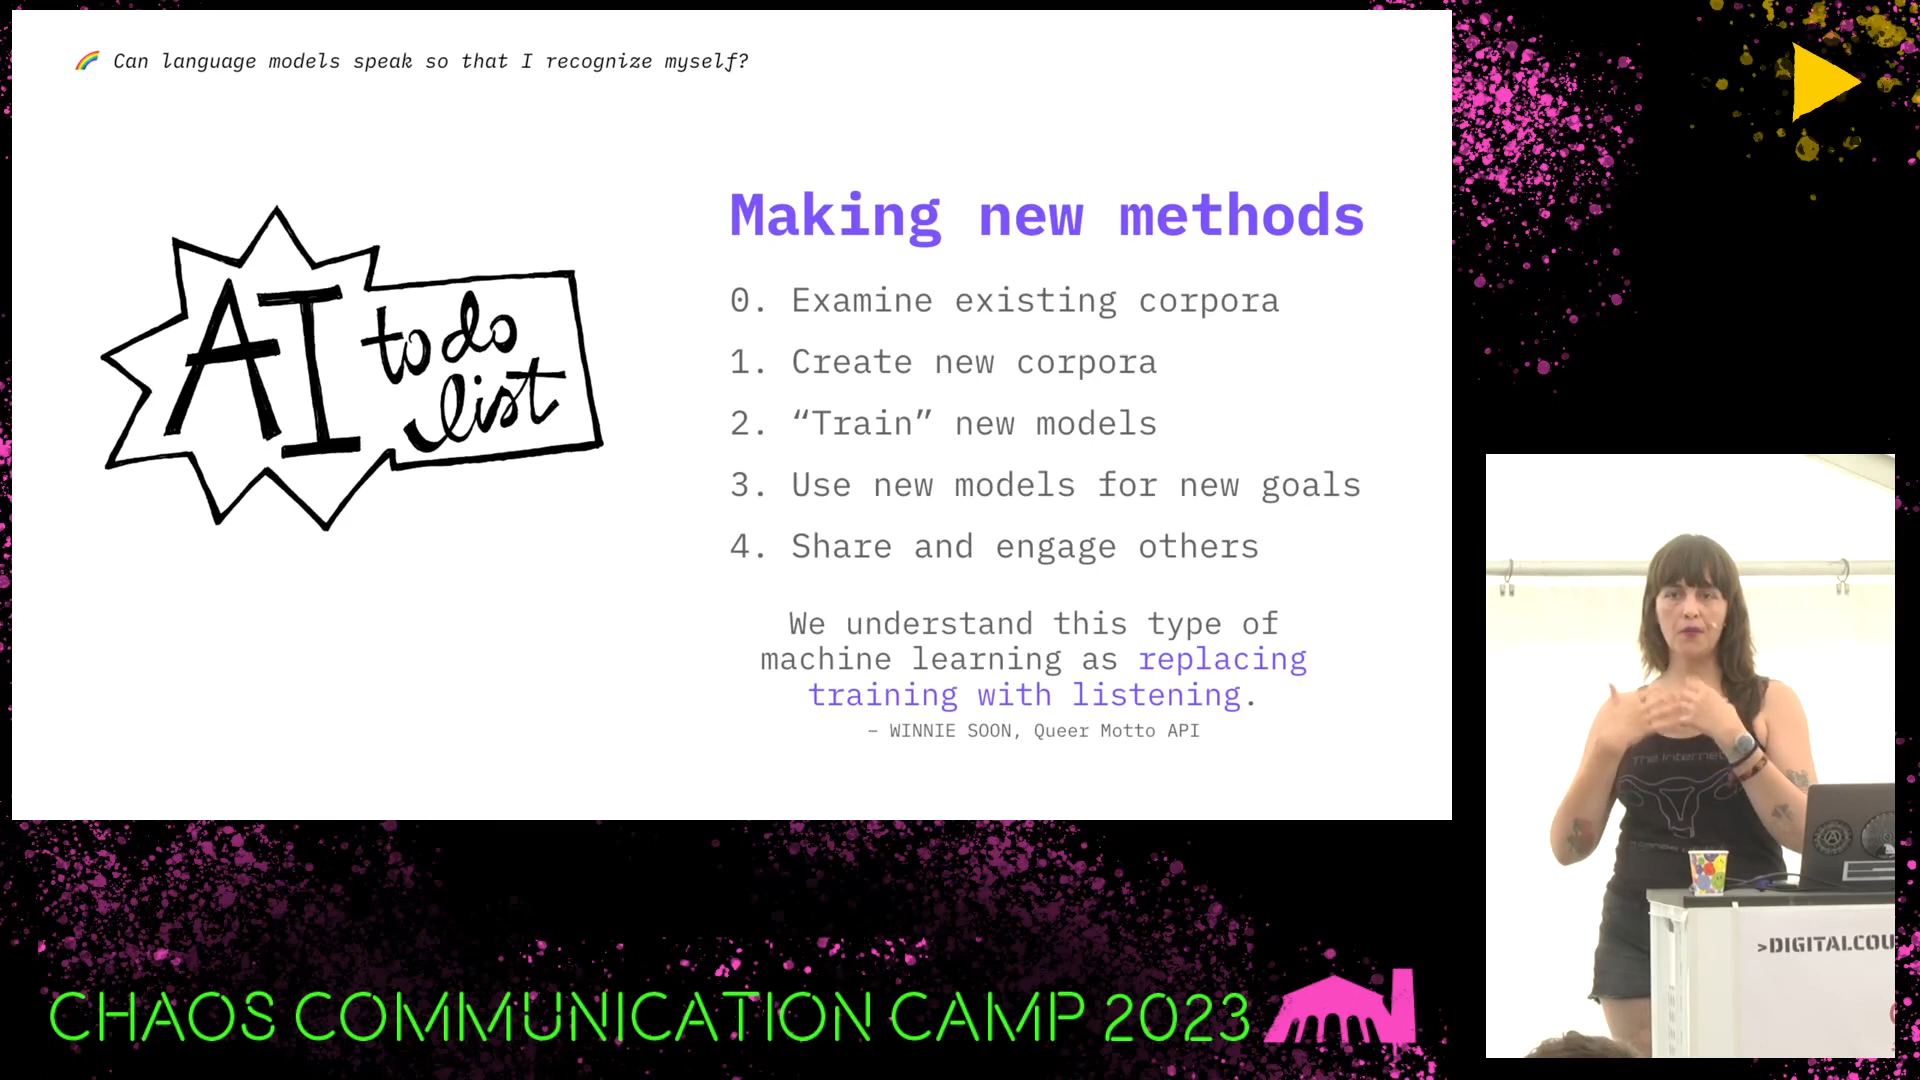 🌈 Can language models speak so that I recognize myself?
AI to do
list
Making new methods
0. Examine existing corpora
1. Create new corpora
2. “Train” new models
3. Use new models for new goals
4. Share and engage others
We understand this type of
machine learning as replacing
training with listening.
– WINNIE SOON, Queer Motto API
The Internet
>DIGITALCOU
CHAOS COMMUNICATION CAMP 2023